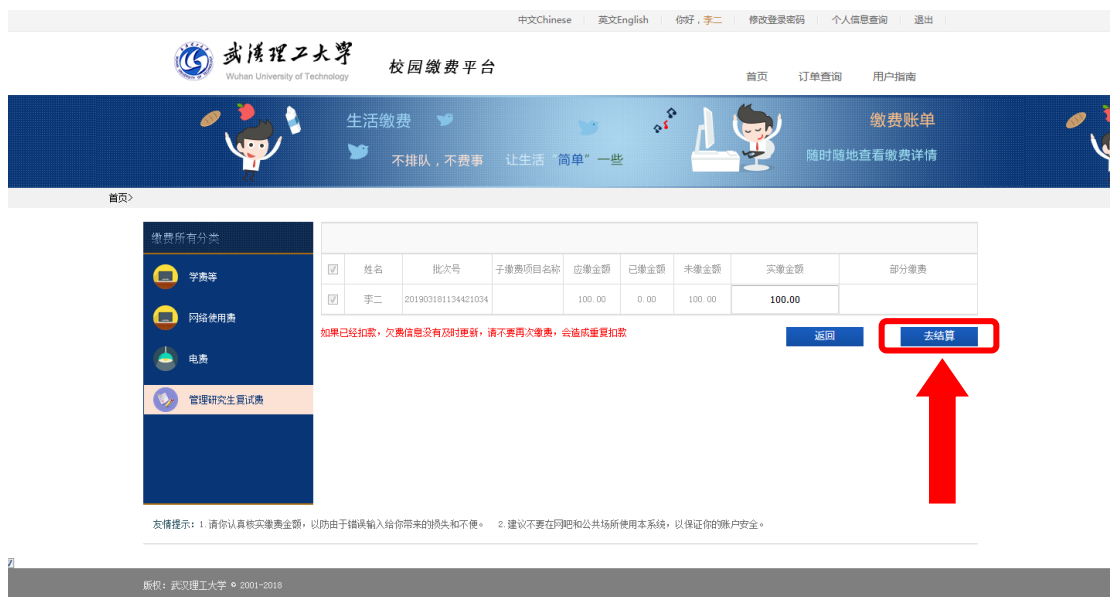 中文Chinese 英文English 你好，李二 修改登录密码 个人信息查询 退出
武汉理工大学
Wuhan University of Technology
校园缴费平台
首页 订单查询 用户指南
生活缴费
不排队，不费事 让生活“简单”一些
缴费账单
随时随地查看缴费详情
首页>
缴费所有分类
学费等
网络使用费
电费
管理研究生复试费
姓名 批次号 子缴费项目名称 应缴金额 已缴金额 未缴金额 实缴金额 部分缴费
李二 201903181134421034 100.00 0.00 100.00 100.00
如果已经扣款，欠费信息没有及时更新，请不要再次缴费，会造成重复扣款
返回 去结算
友情提示：1.请你认真核实缴费金额，以防由于错误输入给你带来的损失和不便。 2.建议不要在网吧和公共场所使用本系统，以保证你的账户安全。
版权：武汉理工大学 © 2001-2018